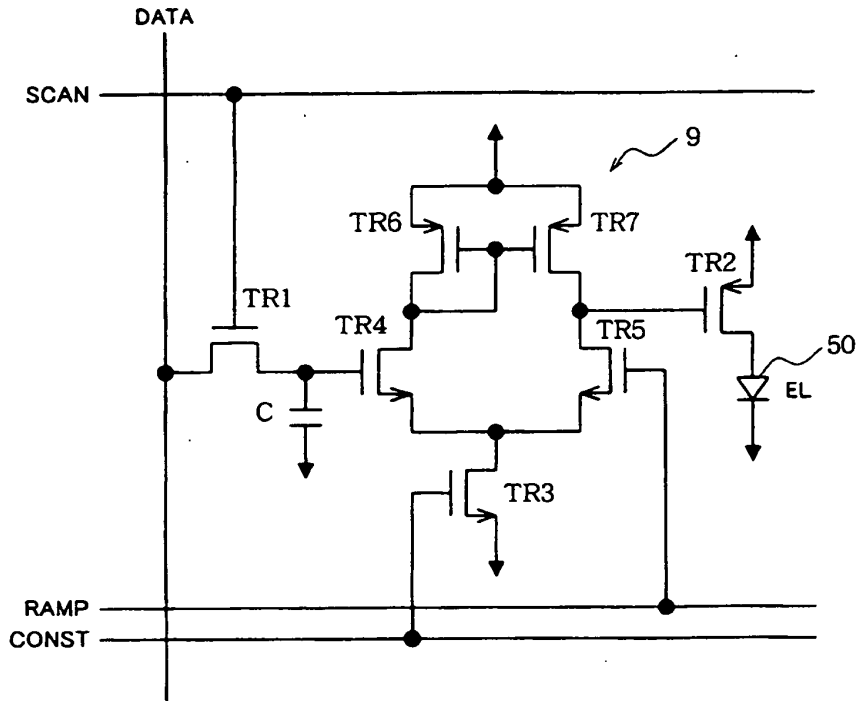 DATA
SCAN
9
TR6
TR7
TR2
TR1
TR4
TR5
50
C
EL
TR3
RAMP
CONST